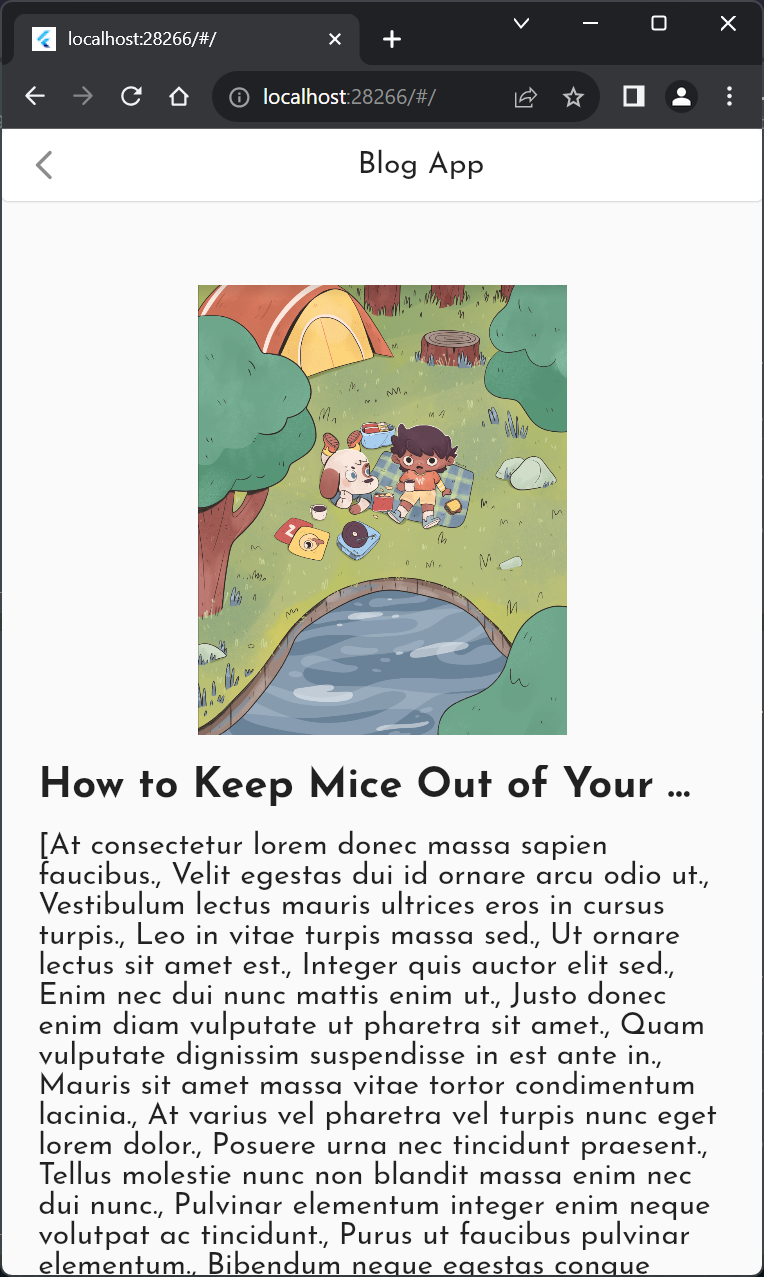 localhost:28266/#/
localhost:28266/#/
Blog App
How to Keep Mice Out of Your ...
[At consectetur lorem donec massa sapien
faucibus., Velit egestas dui id ornare arcu odio ut.,
Vestibulum lectus mauris ultrices eros in cursus
turpis., Leo in vitae turpis massa sed., Ut ornare
lectus sit amet est., Integer quis auctor elit sed.,
Enim nec dui nunc mattis enim ut., Justo donec
enim diam vulputate ut pharetra sit amet., Quam
vulputate dignissim suspendisse in est ante in.,
Mauris sit amet massa vitae tortor condimentum
lacinia., At varius vel pharetra vel turpis nunc eget
lorem dolor., Posuere urna nec tincidunt praesent.,
Tellus molestie nunc non blandit massa enim nec
dui nunc., Pulvinar elementum integer enim neque
volutpat ac tincidunt., Purus ut faucibus pulvinar
elementum., Bibendum neque egestas congue